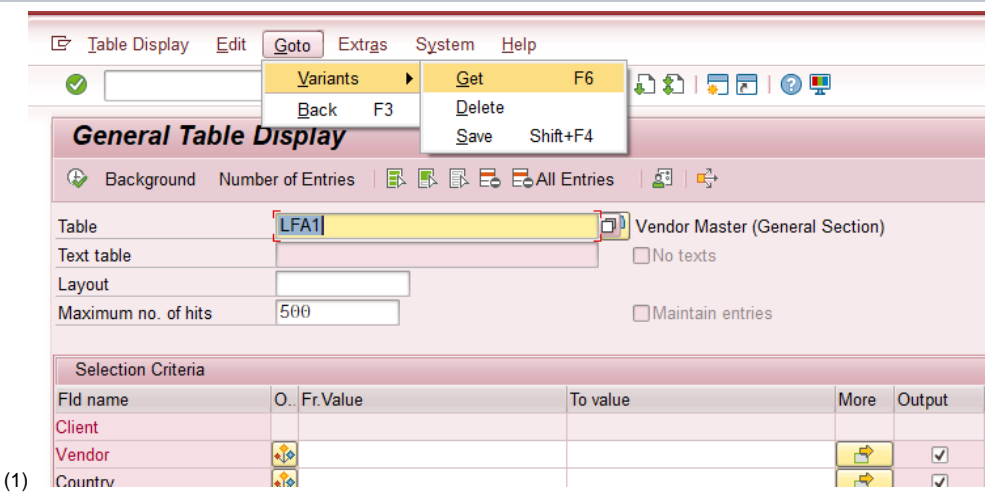 Table Display Edit Goto Extras System Help
Variants Get F6
Back F3 Delete
Save Shift+F4
General Table Display
Background Number of Entries All Entries
Table LFA1 Vendor Master (General Section)
Text table No texts
Layout
Maximum no. of hits 500 Maintain entries
Selection Criteria
Fld name O.. Fr.Value To value More Output
Client
Vendor
(1) Country